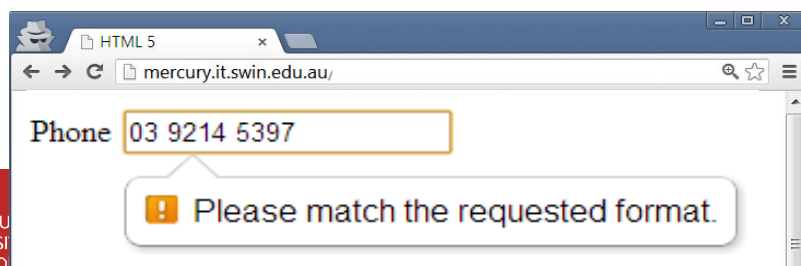 HTML 5
mercury.it.swin.edu.au/
Phone 03 9214 5397
Please match the requested format.